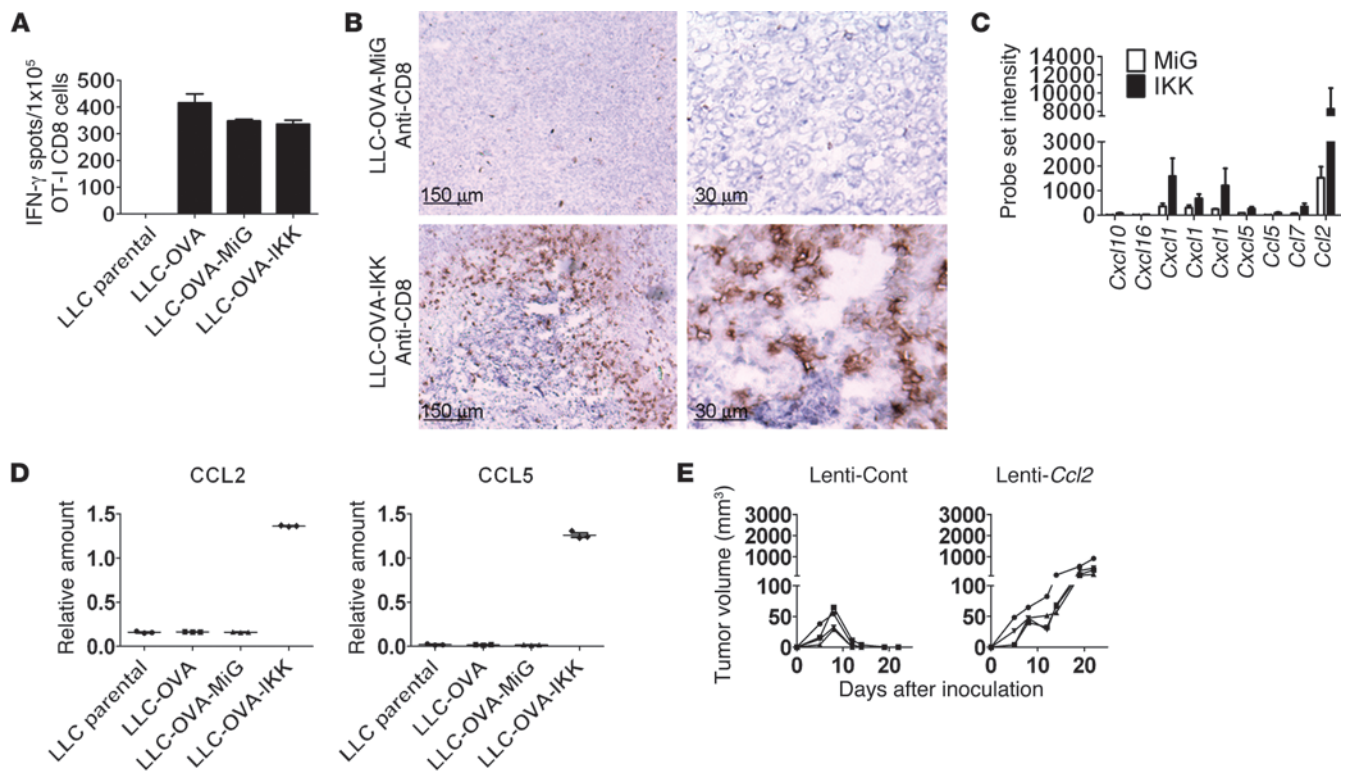 A
IFN-γ spots/1x10⁵
OT-I CD8 cells
500
400
300
200
100
0
LLC parental
LLC-OVA
LLC-OVA-MiG
LLC-OVA-IKK
B
LLC-OVA-MiG
Anti-CD8
150 μm
30 μm
LLC-OVA-IKK
Anti-CD8
150 μm
30 μm
C
Probe set intensity
14000
12000
10000
8000
6000
3000
2000
1000
0
MiG
IKK
Cxcl10
Cxcl16
Cxcl1
Cxcl1
Cxcl1
Cxcl5
Ccl5
Ccl7
Ccl2
D
CCL2
Relative amount
1.5
1.0
0.5
0.0
LLC parental
LLC-OVA
LLC-OVA-MiG
LLC-OVA-IKK
CCL5
Relative amount
1.5
1.0
0.5
0.0
LLC parental
LLC-OVA
LLC-OVA-MiG
LLC-OVA-IKK
E
Lenti-Cont
Lenti-Ccl2
Tumor volume (mm³)
3000
2000
1000
100
50
0
0 10 20
3000
2000
1000
100
50
0
0 10 20
Days after inoculation